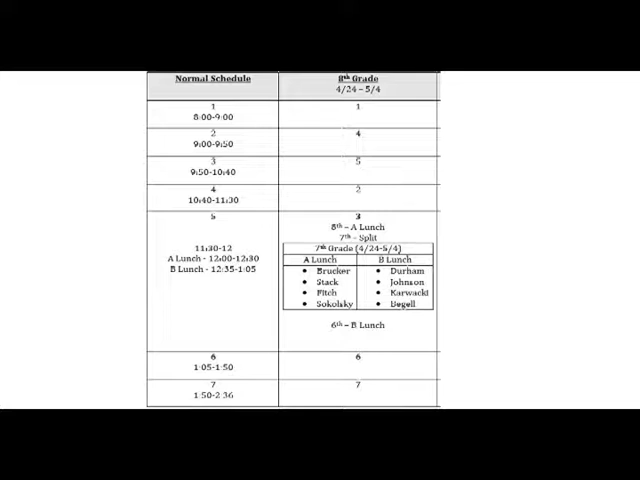 Normal Schedule
8th Grade
4/24 – 5/4
1
8:00-9:00
1
2
9:00-9:50
4
3
9:50-10:40
5
4
10:40-11:30
2
5
11:30-12
A Lunch - 12:00-12:30
B Lunch - 12:35-1:05
3
8th – A Lunch
7th – Split
7th Grade (4/24-5/4)
A Lunch
B Lunch
• Brucker
• Stack
• Fitch
• Sokolsky
• Durham
• Johnson
• Karwacki
• Begell
6th – B Lunch
6
1:05-1:50
6
7
1:50-2:36
7